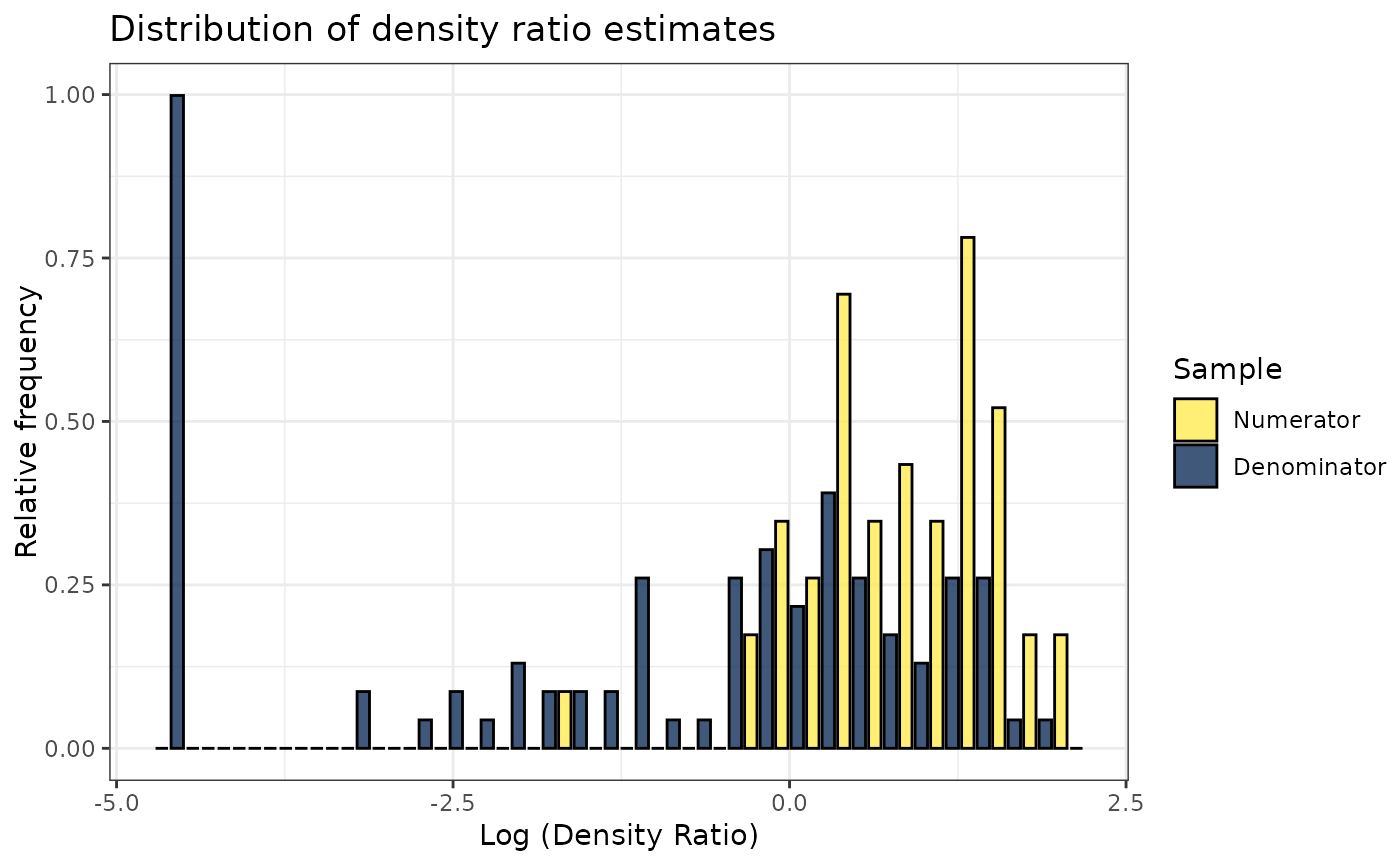 Distribution of density ratio estimates
Relative frequency
1.00
0.75
0.50
0.25
0.00
-5.0
-2.5
0.0
2.5
Log (Density Ratio)
Sample
Numerator
Denominator